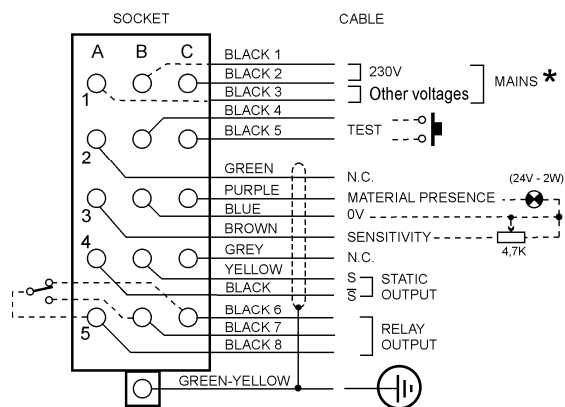 SOCKET CABLE
A B C
BLACK 1
BLACK 2
230V
BLACK 3
Other voltages
MAINS *
1
BLACK 4
BLACK 5
TEST
2
GREEN
N.C.
(24V - 2W)
PURPLE
MATERIAL PRESENCE
BLUE
0V
3
BROWN
SENSITIVITY
4,7K
4
GREY
N.C.
YELLOW
S
STATIC
BLACK
S̅
OUTPUT
BLACK 6
RELAY
5
BLACK 7
OUTPUT
BLACK 8
GREEN-YELLOW